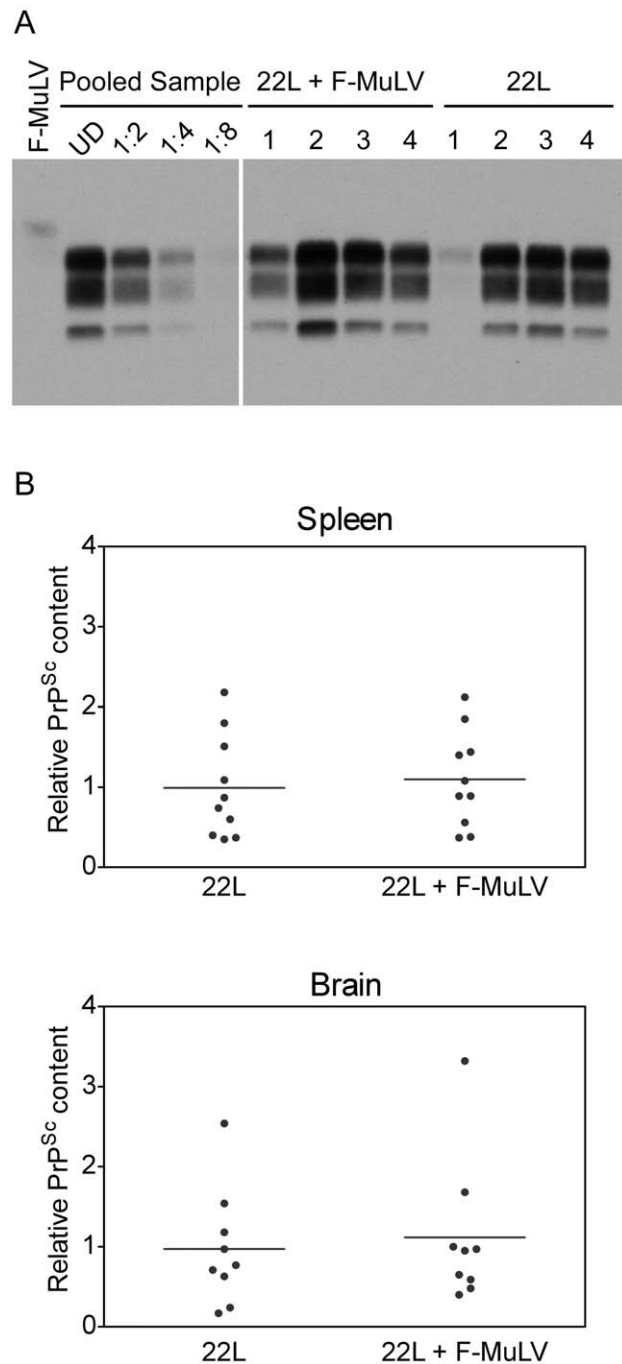 A
F-MuLV
Pooled Sample 22L + F-MuLV 22L
UD 1:2 1:4 1:8 1 2 3 4 1 2 3 4
B
Spleen
Relative PrPSc content
4
3
2
1
0
22L 22L + F-MuLV
Brain
Relative PrPSc content
4
3
2
1
0
22L 22L + F-MuLV